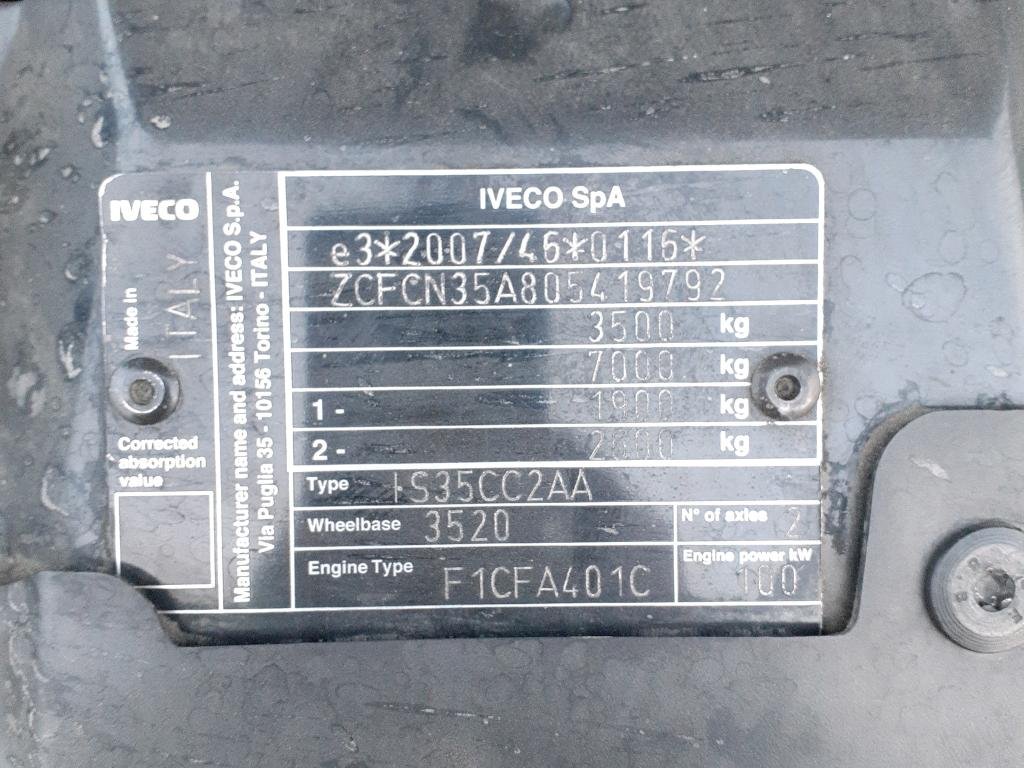 IVECO
Made in
ITALY
Corrected
absorption
value
Manufacturer name and address: IVECO S.p.A.
Via Puglia 35 - 10156 Torino - ITALY
IVECO SpA
e3*2007/46*0116*
ZCFCN35A805419792
3500 kg
7000 kg
1- 1900 kg
2- 2600 kg
Type IS35CC2AA
Wheelbase 3520
N° of axles 2
Engine Type F1CFA401C
Engine power kW
100